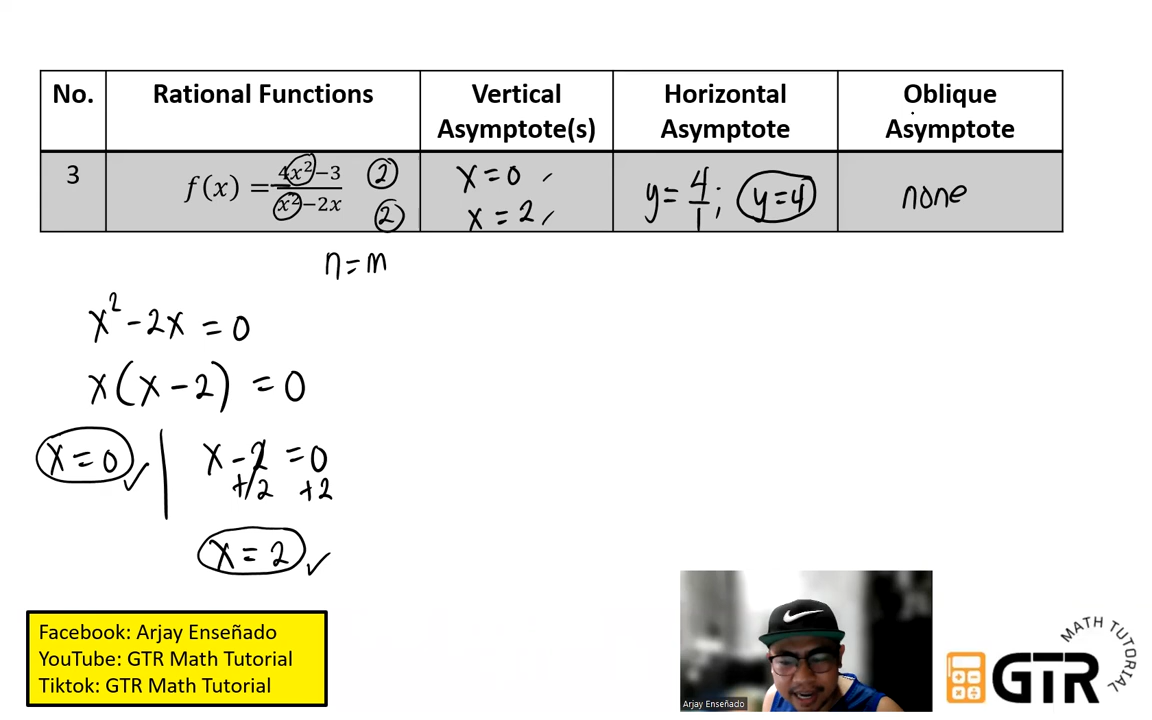 No. Rational Functions Vertical Asymptote(s) Horizontal Asymptote Oblique Asymptote
3 f(x) = (4x²−3)/(x²−2x) ② ② x = 0 x = 2 y = 4/1 ; y = 4 none
n = m
x² − 2x = 0
x(x − 2) = 0
x = 0 ✓ | x − 2 = 0
+2 +2
x = 2 ✓
Facebook: Arjay Enseñado
YouTube: GTR Math Tutorial
Tiktok: GTR Math Tutorial
Arjay Enseñado
GTR MATH TUTORIAL